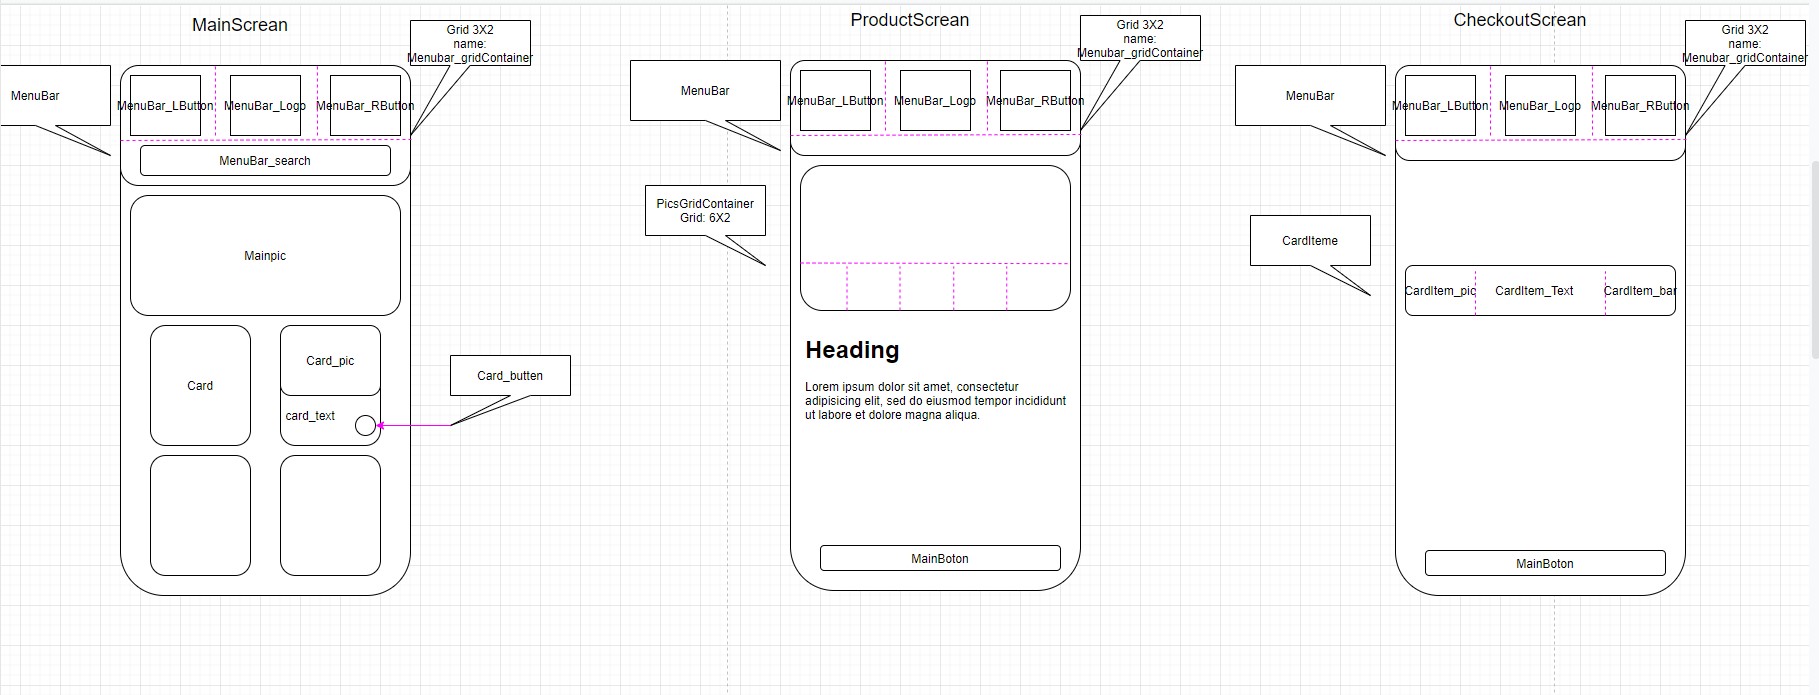 MainScrean
Grid 3X2
name:
Menubar_gridContainer
MenuBar
MenuBar_LButton
MenuBar_Logo
MenuBar_RButton
MenuBar_search
Mainpic
Card
Card_pic
card_text
Card_butten
ProductScrean
Grid 3X2
name:
Menubar_gridContainer
MenuBar
MenuBar_LButton
MenuBar_Logo
MenuBar_RButton
PicsGridContainer
Grid: 6X2
Heading
Lorem ipsum dolor sit amet, consectetur
adipisicing elit, sed do eiusmod tempor incididunt
ut labore et dolore magna aliqua.
MainBoton
CheckoutScrean
Grid 3X2
name:
Menubar_gridContainer
MenuBar
MenuBar_LButton
MenuBar_Logo
MenuBar_RButton
CardIteme
CardItem_pic
CardItem_Text
CardItem_bar
MainBoton